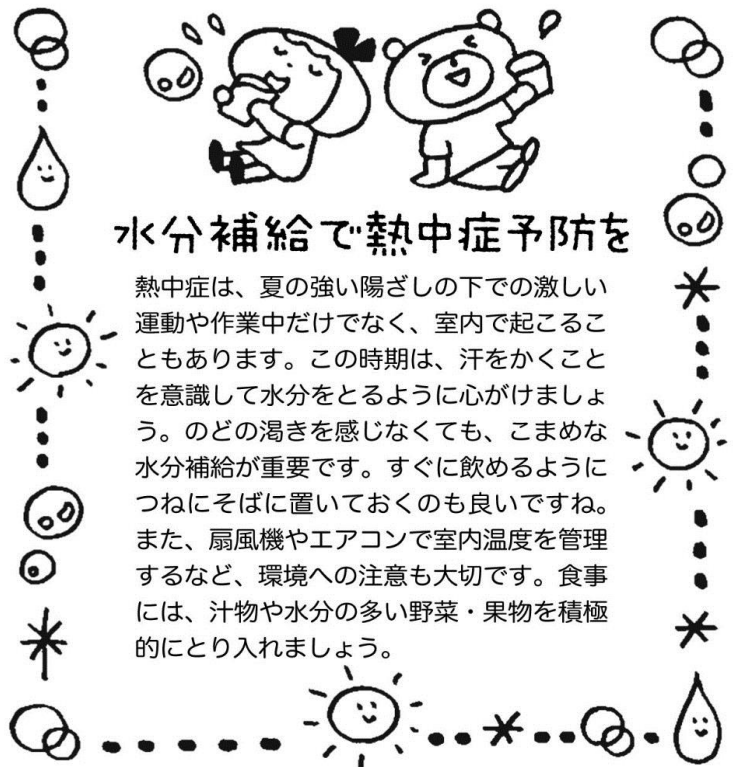 水分補給で熱中症予防を
熱中症は、夏の強い陽ざしの下での激しい
運動や作業中だけでなく、室内で起こるこ
ともあります。この時期は、汗をかくこと
を意識して水分をとるように心がけましょ
う。のどの渇きを感じなくても、こまめな
水分補給が重要です。すぐに飲めるように
つねにそばに置いておくのも良いですね。
また、扇風機やエアコンで室内温度を管理
するなど、環境への注意も大切です。食事
には、汁物や水分の多い野菜・果物を積極
的にとり入れましょう。